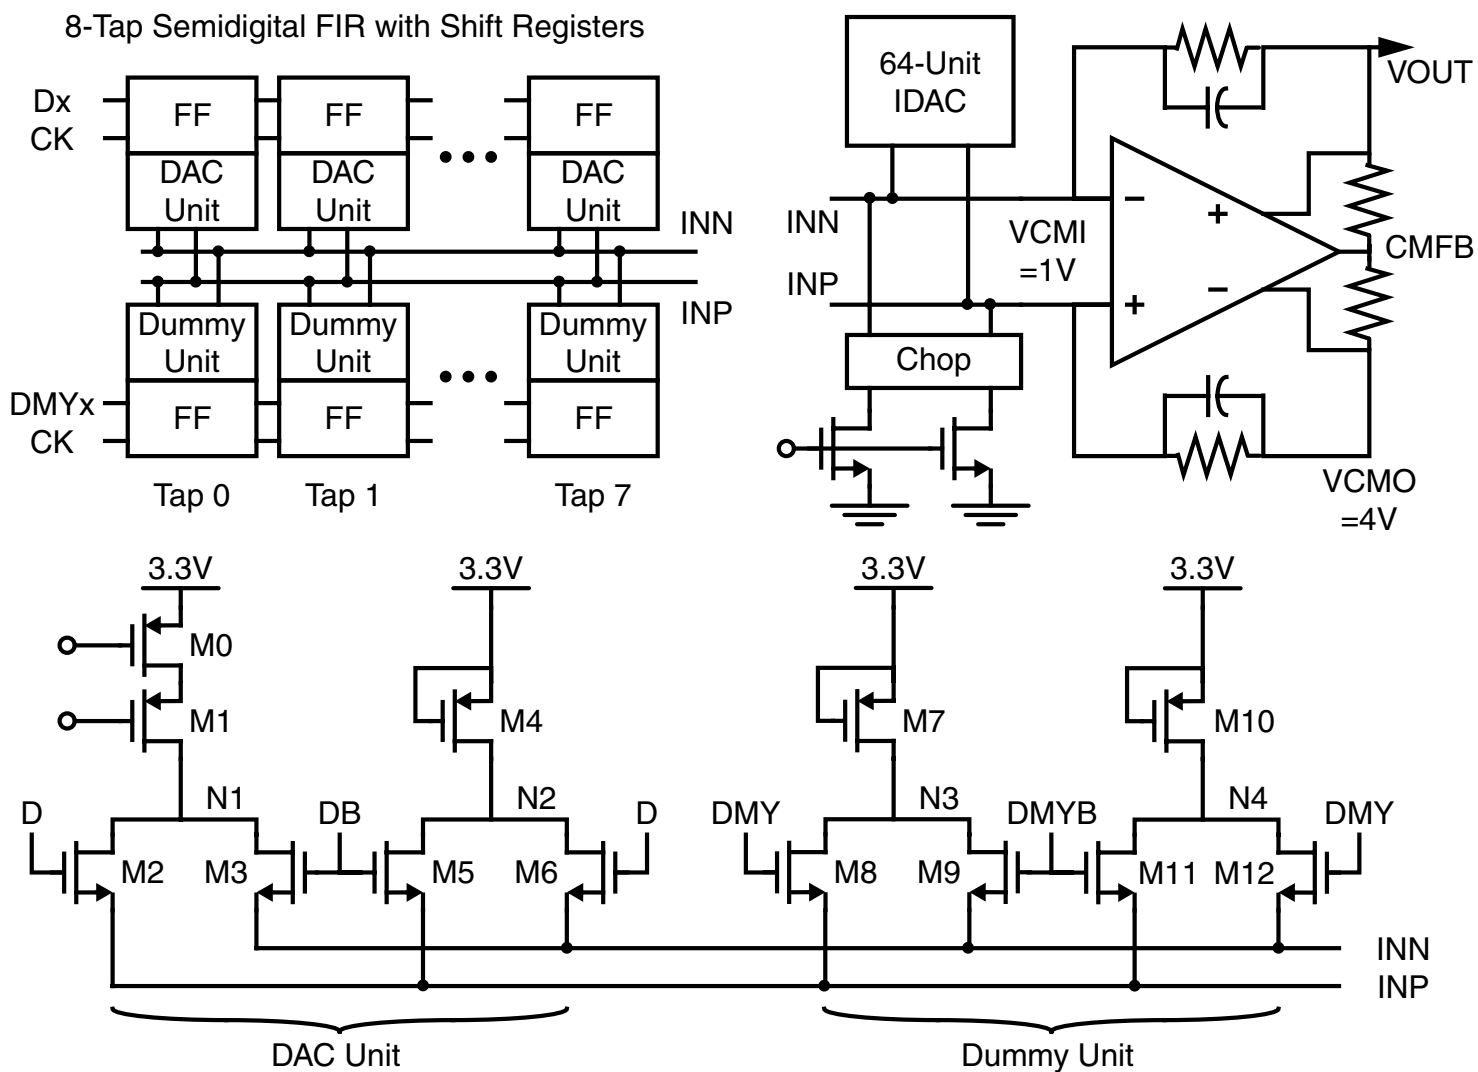 8-Tap Semidigital FIR with Shift Registers
Dx
CK
FF
FF
FF
DAC
Unit
DAC
Unit
DAC
Unit
INN
INP
Dummy
Unit
Dummy
Unit
Dummy
Unit
DMYx
CK
FF
FF
FF
Tap 0
Tap 1
Tap 7
64-Unit
IDAC
VOUT
INN
VCMI
=1V
INP
+
CMFB
Chop
VCMO
=4V
3.3V
3.3V
3.3V
3.3V
M0
M1
M4
M7
M10
D
N1
DB
N2
D
DMY
N3
DMYB
N4
DMY
M2
M3
M5
M6
M8
M9
M11
M12
INN
INP
DAC Unit
Dummy Unit